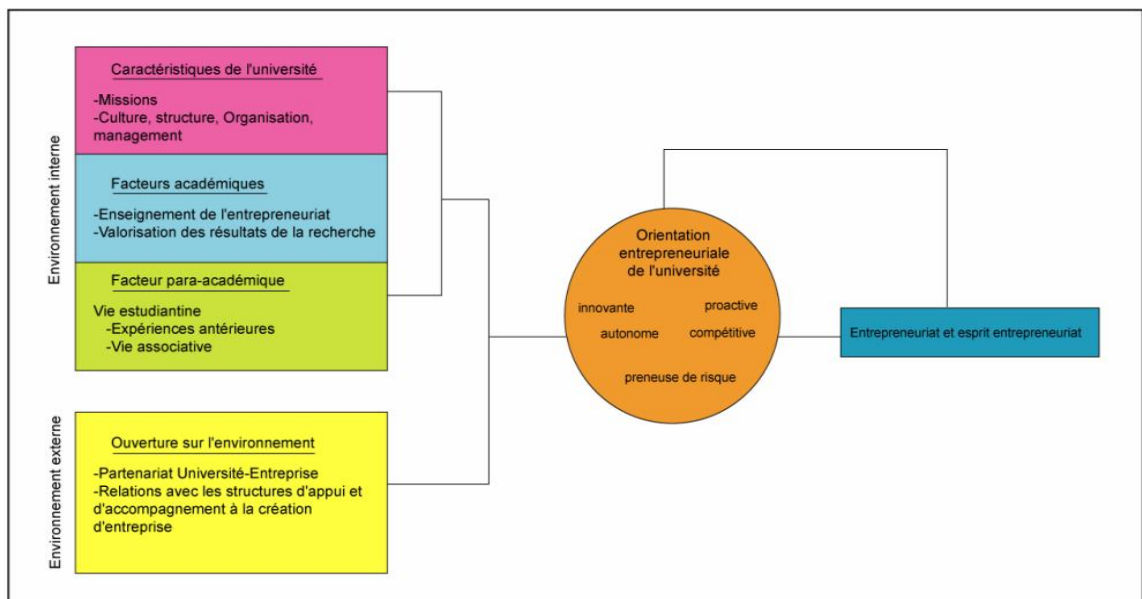 Environnement interne
Caractéristiques de l'université
-Missions
-Culture, structure, Organisation,
management
Facteurs académiques
-Enseignement de l'entrepreneuriat
-Valorisation des résultats de la recherche
Facteur para-académique
Vie estudiantine
-Expériences antérieures
-Vie associative
Environnement externe
Ouverture sur l'environnement
-Partenariat Université-Entreprise
-Relations avec les structures d'appui et
d'accompagnement à la création
d'entreprise
Orientation
entrepreneuriale
de l'université
innovante
proactive
autonome
compétitive
preneuse de risque
Entrepreneuriat et esprit entrepreneuriat